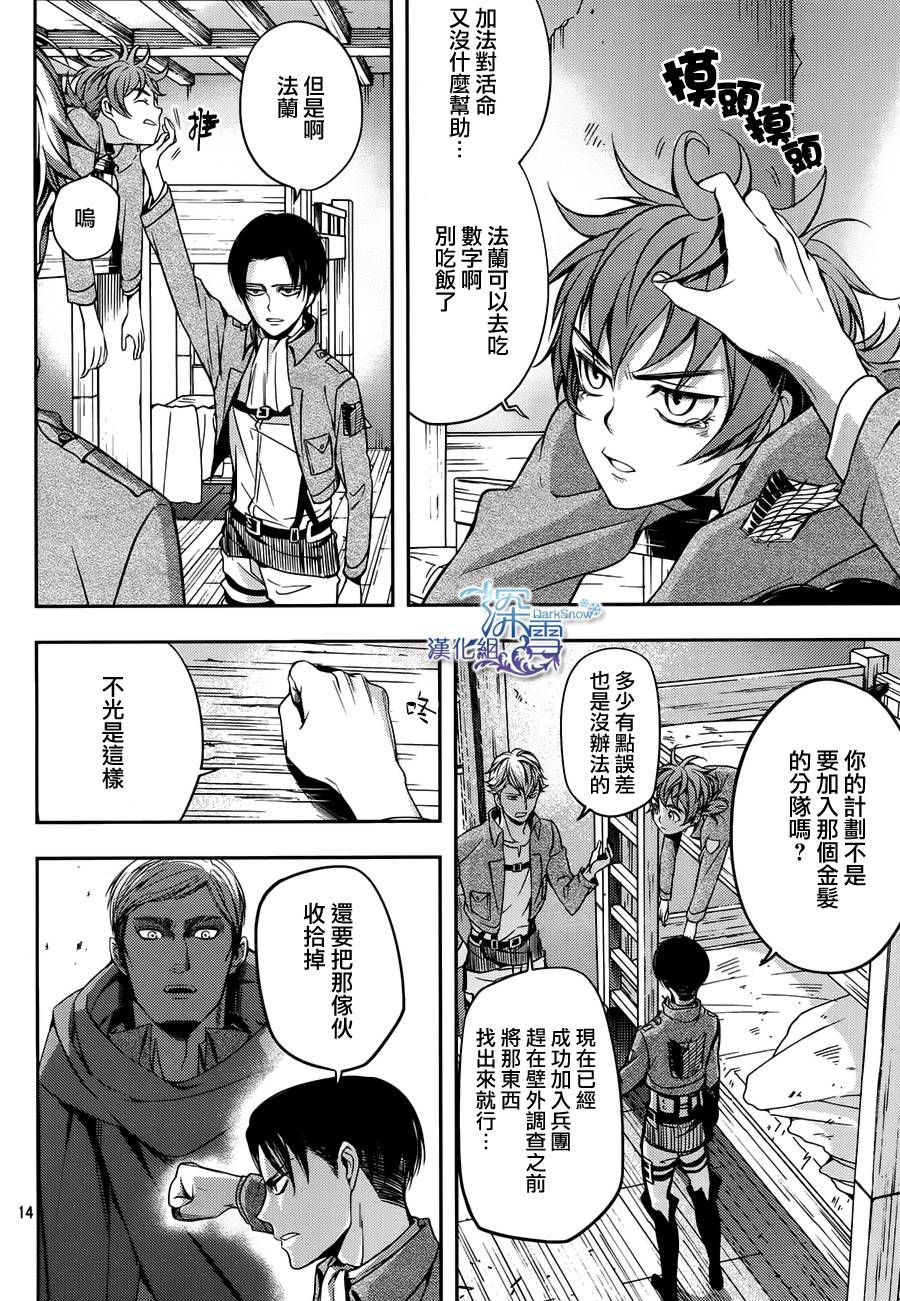 加法對活命
又沒什麼幫助…
摸頭
摸頭
法蘭可以去吃
數字啊
別吃飯了
但是啊
法蘭
推
嗚
深雪
DarkSnow
漢化組
你的計劃不是
要加入那個金髮
的分隊嗎？
多少有點誤差
也是沒辦法的
現在已經
成功加入兵團
趕在壁外調查之前
將那東西
找出來就行…
不光是這樣
咚
還要把那傢伙
收拾掉
14